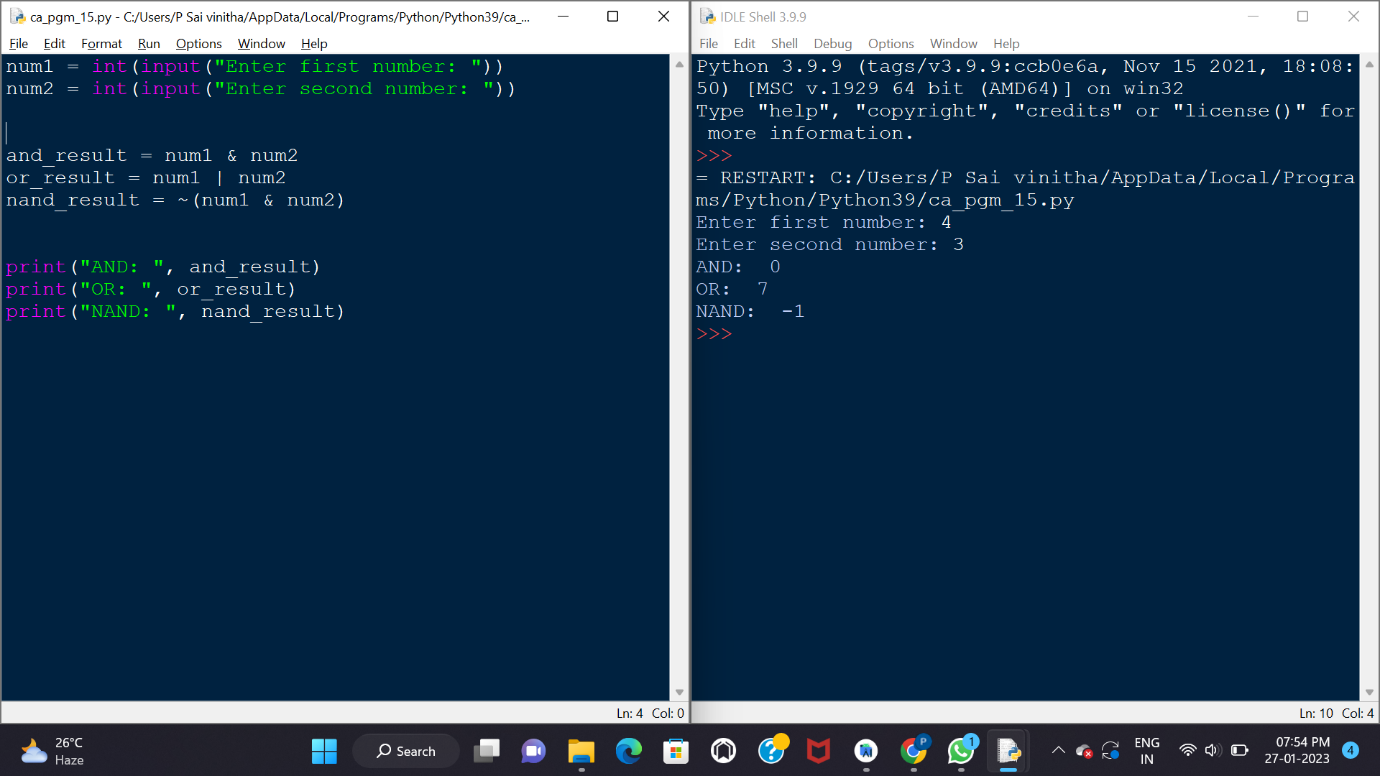 ca_pgm_15.py - C:/Users/P Sai vinitha/AppData/Local/Programs/Python/Python39/ca_...
File Edit Format Run Options Window Help
num1 = int(input("Enter first number: "))
num2 = int(input("Enter second number: "))
and_result = num1 & num2
or_result = num1 | num2
nand_result = ~(num1 & num2)
print("AND: ", and_result)
print("OR: ", or_result)
print("NAND: ", nand_result)
Ln: 4 Col: 0
IDLE Shell 3.9.9
File Edit Shell Debug Options Window Help
Python 3.9.9 (tags/v3.9.9:ccb0e6a, Nov 15 2021, 18:08:
50) [MSC v.1929 64 bit (AMD64)] on win32
Type "help", "copyright", "credits" or "license()" for
 more information.
>>>
= RESTART: C:/Users/P Sai vinitha/AppData/Local/Progra
ms/Python/Python39/ca_pgm_15.py
Enter first number: 4
Enter second number: 3
AND:  0
OR:  7
NAND:  -1
>>>
Ln: 10 Col: 4
26°C
Haze
Search
P
1
ENG
IN
07:54 PM
27-01-2023
4